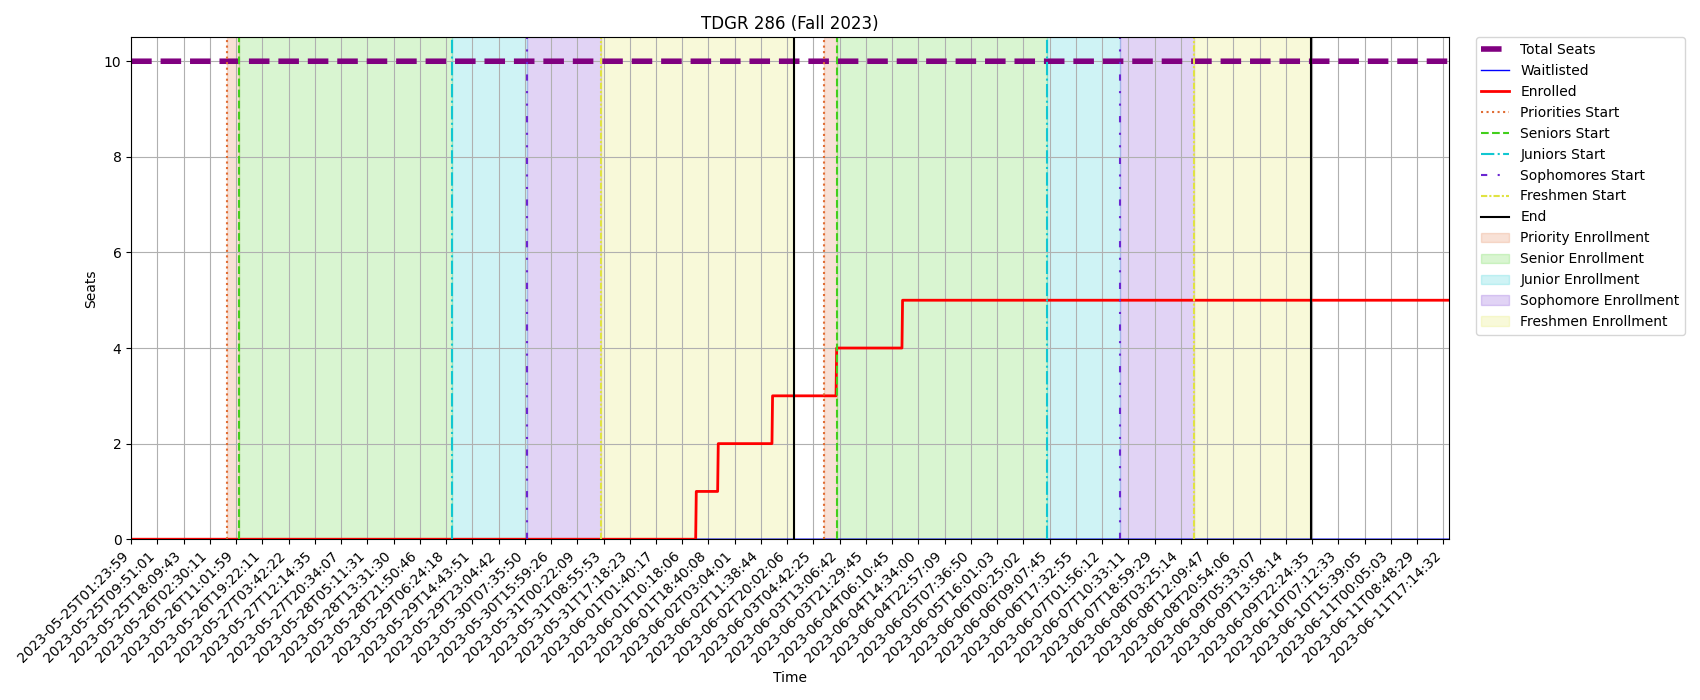 TDGR 286 (Fall 2023)
Seats
10
8
6
4
2
0
2023-05-25T01:23:59
2023-05-25T09:51:01
2023-05-25T18:09:43
2023-05-26T02:30:11
2023-05-26T11:01:59
2023-05-26T19:22:11
2023-05-27T03:42:22
2023-05-27T12:14:35
2023-05-27T20:34:07
2023-05-28T05:11:31
2023-05-28T13:31:30
2023-05-28T21:50:46
2023-05-29T06:24:18
2023-05-29T14:43:51
2023-05-29T23:04:42
2023-05-30T07:35:50
2023-05-30T15:59:26
2023-05-31T00:22:09
2023-05-31T08:55:53
2023-05-31T17:18:23
2023-06-01T01:40:17
2023-06-01T10:18:06
2023-06-01T18:40:08
2023-06-02T03:04:01
2023-06-02T11:38:44
2023-06-02T20:02:06
2023-06-03T04:42:25
2023-06-03T13:06:42
2023-06-03T21:29:45
2023-06-04T06:10:45
2023-06-04T14:34:00
2023-06-04T22:57:09
2023-06-05T07:36:50
2023-06-05T16:01:03
2023-06-06T00:25:02
2023-06-06T09:07:45
2023-06-06T17:32:55
2023-06-07T01:56:12
2023-06-07T10:33:11
2023-06-07T18:59:29
2023-06-08T03:25:14
2023-06-08T12:09:47
2023-06-08T20:54:06
2023-06-09T05:33:07
2023-06-09T13:58:14
2023-06-09T22:24:35
2023-06-10T07:12:33
2023-06-10T15:39:05
2023-06-11T00:05:03
2023-06-11T08:48:29
2023-06-11T17:14:32
Time
Total Seats
Waitlisted
Enrolled
Priorities Start
Seniors Start
Juniors Start
Sophomores Start
Freshmen Start
End
Priority Enrollment
Senior Enrollment
Junior Enrollment
Sophomore Enrollment
Freshmen Enrollment